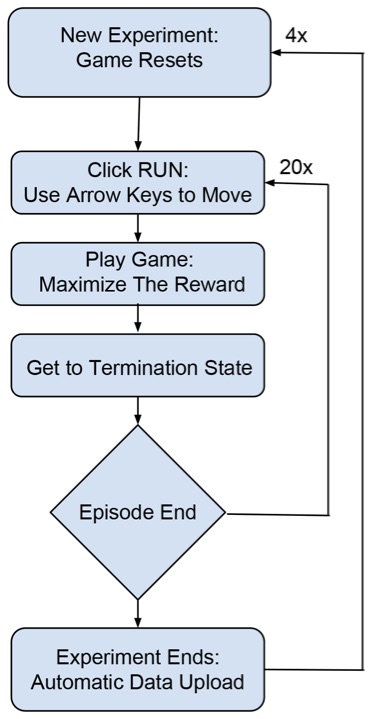 New Experiment:
Game Resets
4x
Click RUN:
Use Arrow Keys to Move
20x
Play Game:
Maximize The Reward
Get to Termination State
Episode End
Experiment Ends:
Automatic Data Upload